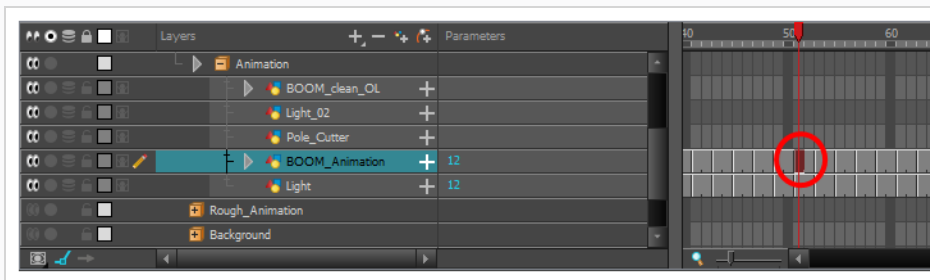 Layers Parameters 40 50 60
Animation
BOOM_clean_OL
Light_02
Pole_Cutter
BOOM_Animation 12
Light 12
Rough_Animation
Background